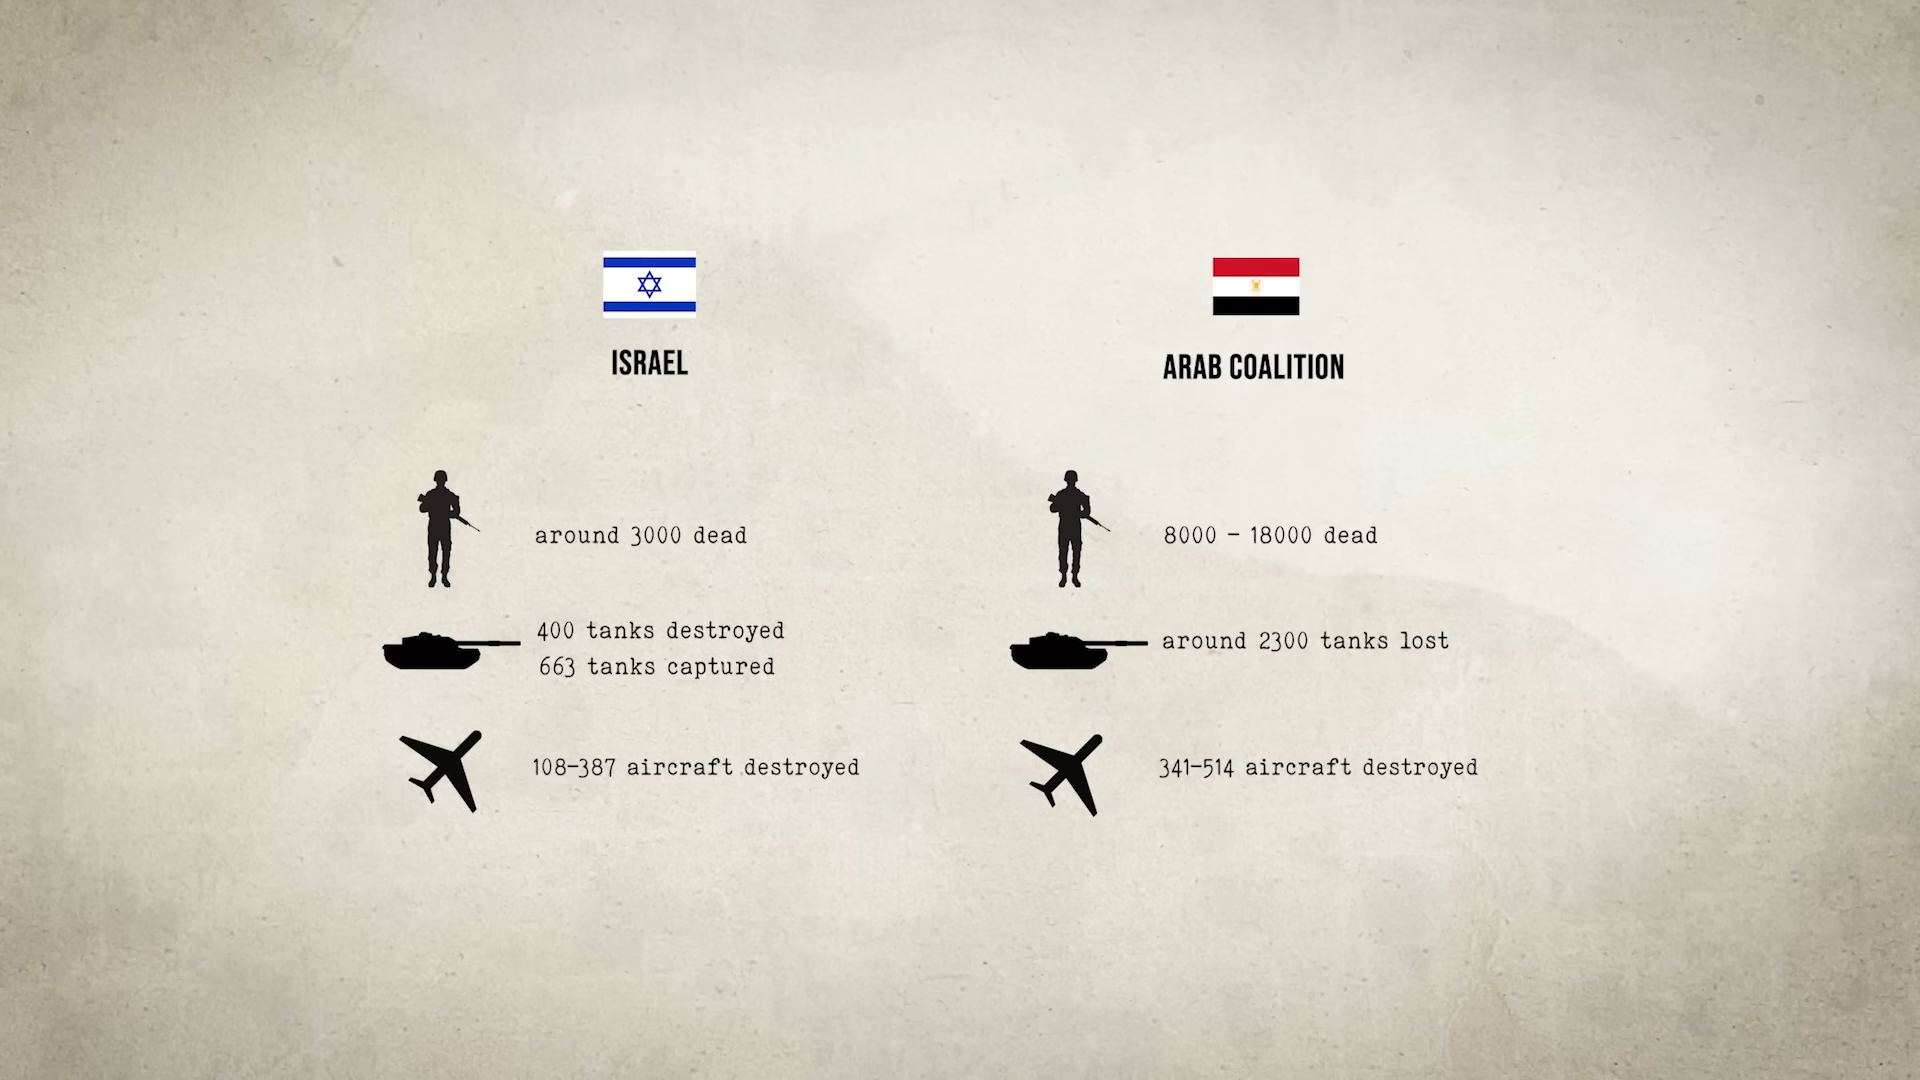 ISRAEL
around 3000 dead
400 tanks destroyed
663 tanks captured
108-387 aircraft destroyed
ARAB COALITION
8000 - 18000 dead
around 2300 tanks lost
341-514 aircraft destroyed